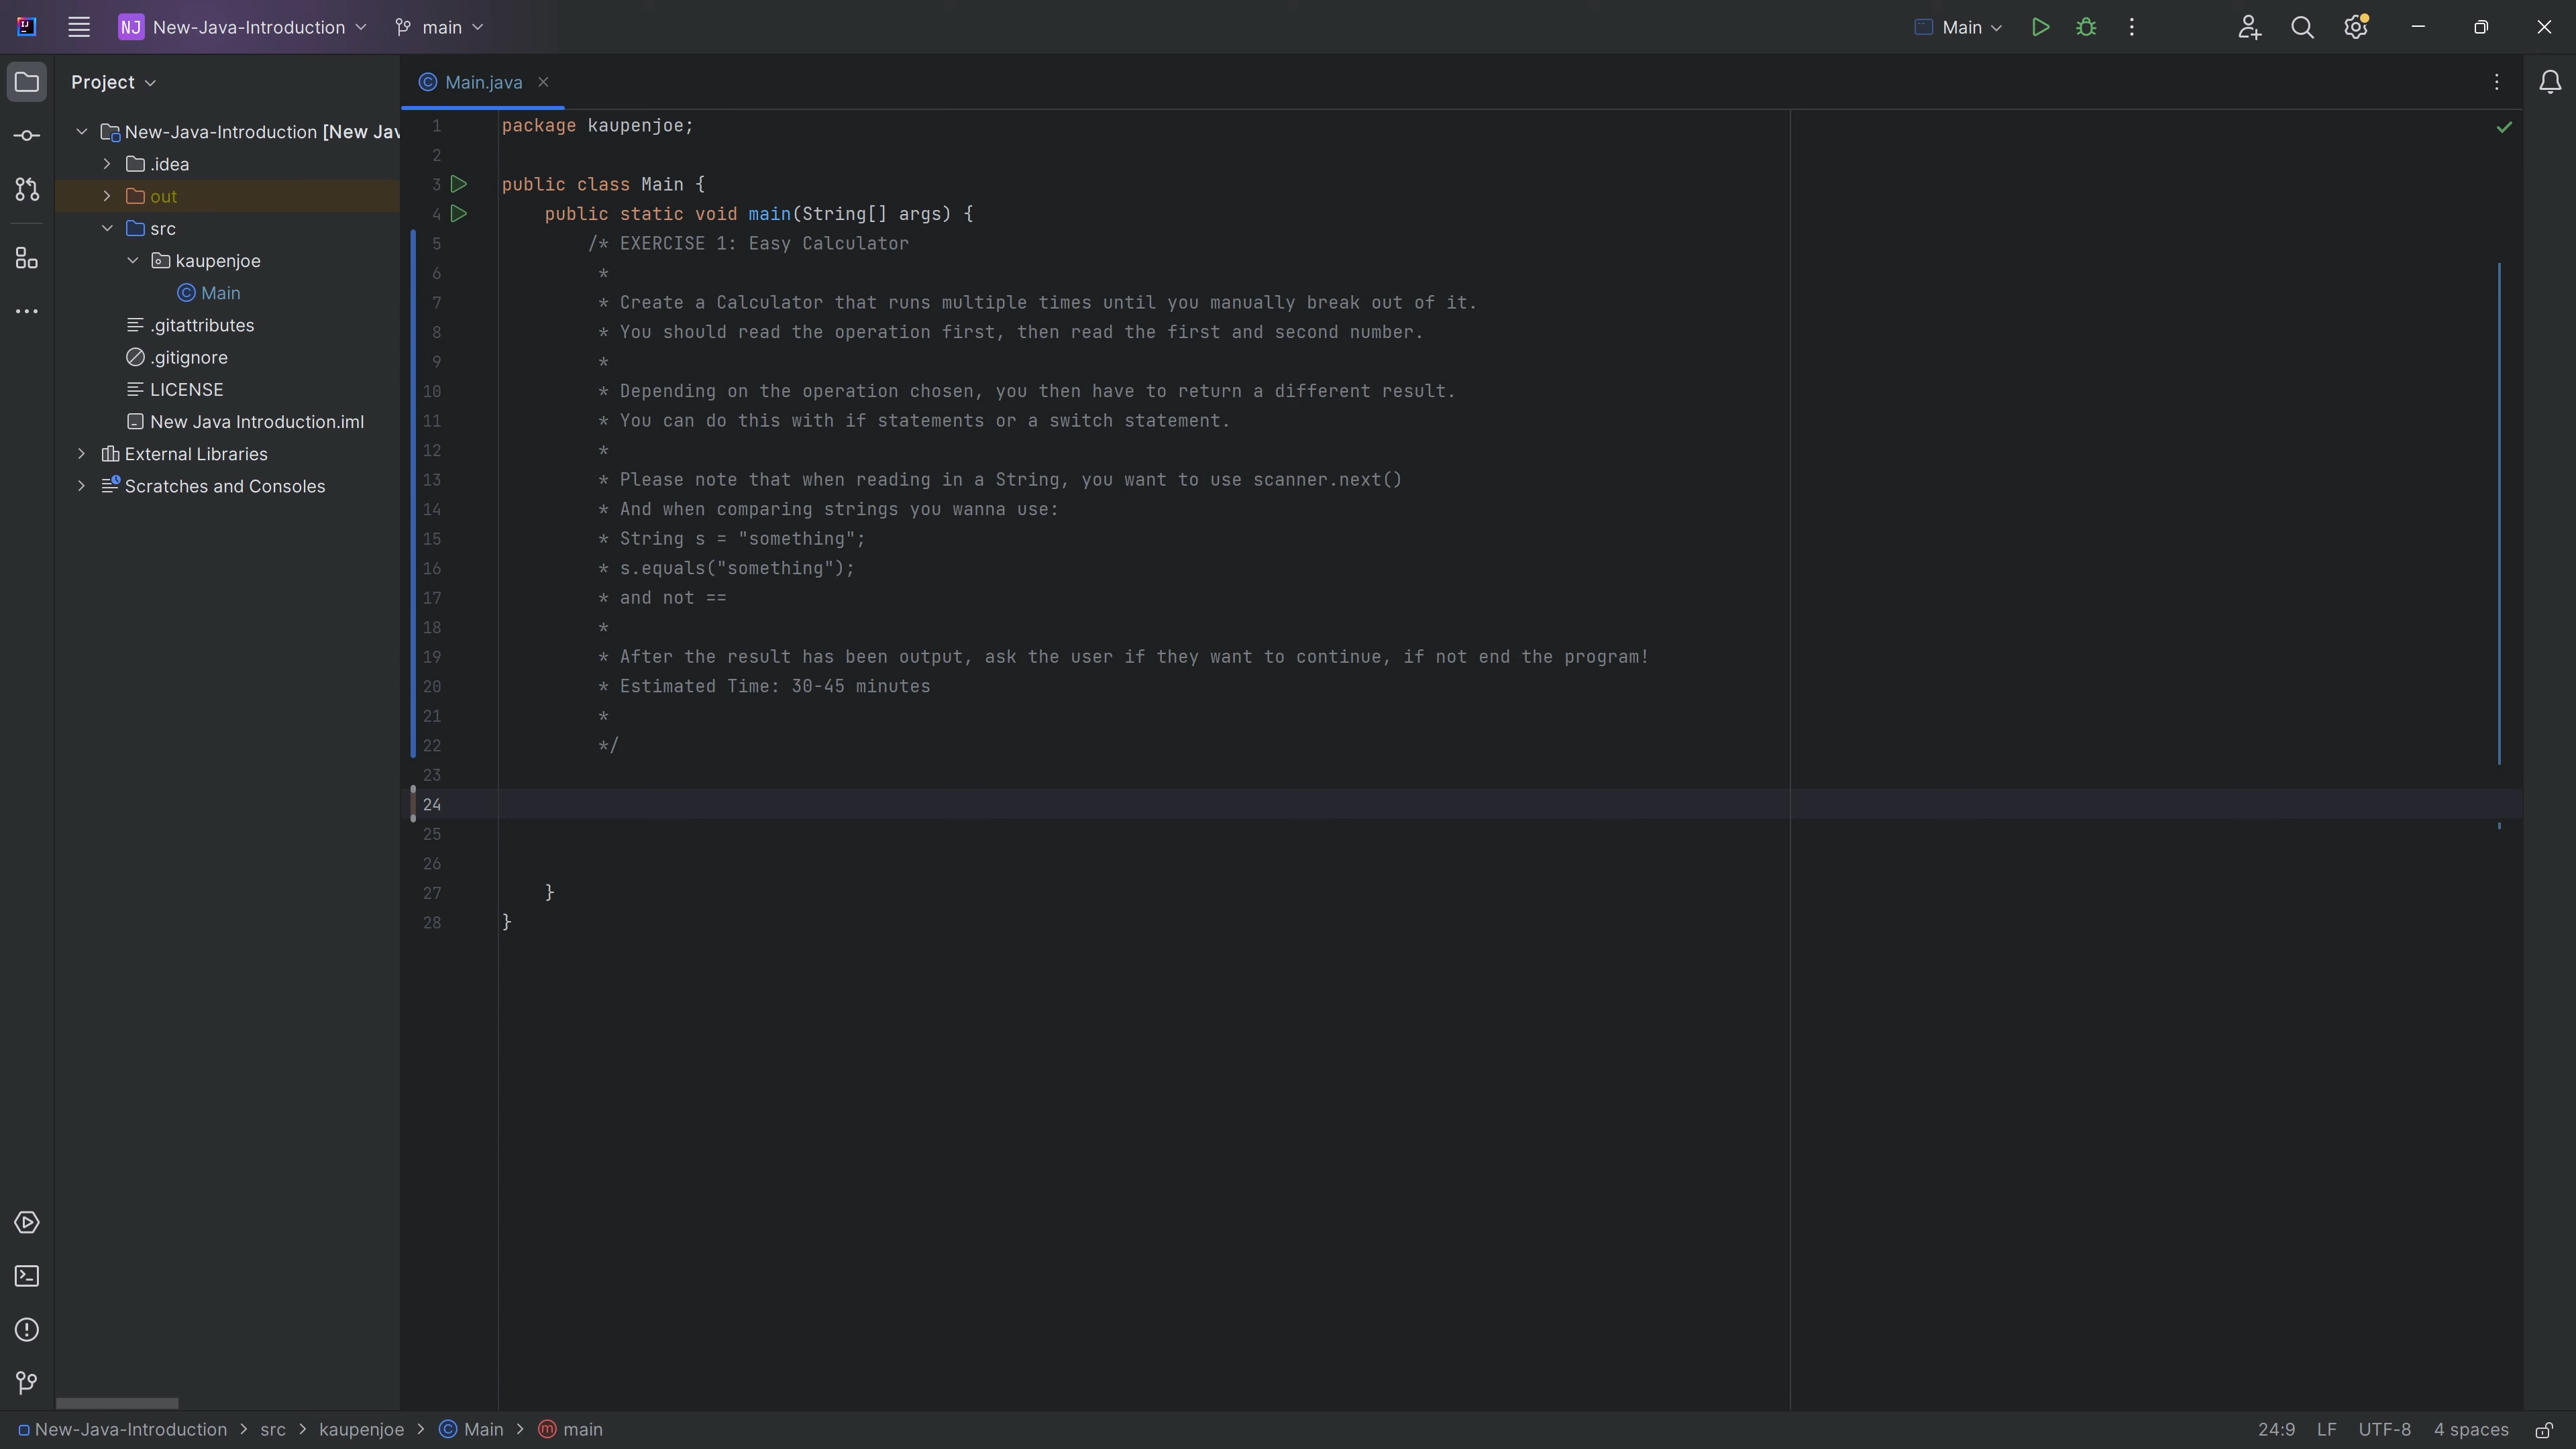 NJ New-Java-Introduction main Main
Project
New-Java-Introduction [New Jav
.idea
out
src
kaupenjoe
Main
.gitattributes
.gitignore
LICENSE
New Java Introduction.iml
External Libraries
Scratches and Consoles
Main.java
1 package kaupenjoe;
2
3 public class Main {
4 public static void main(String[] args) {
5 /* EXERCISE 1: Easy Calculator
6 *
7 * Create a Calculator that runs multiple times until you manually break out of it.
8 * You should read the operation first, then read the first and second number.
9 *
10 * Depending on the operation chosen, you then have to return a different result.
11 * You can do this with if statements or a switch statement.
12 *
13 * Please note that when reading in a String, you want to use scanner.next()
14 * And when comparing strings you wanna use:
15 * String s = "something";
16 * s.equals("something");
17 * and not ==
18 *
19 * After the result has been output, ask the user if they want to continue, if not end the program!
20 * Estimated Time: 30-45 minutes
21 *
22 */
23
24
25
26
27 }
28 }
New-Java-Introduction > src > kaupenjoe > Main > main 24:9 LF UTF-8 4 spaces